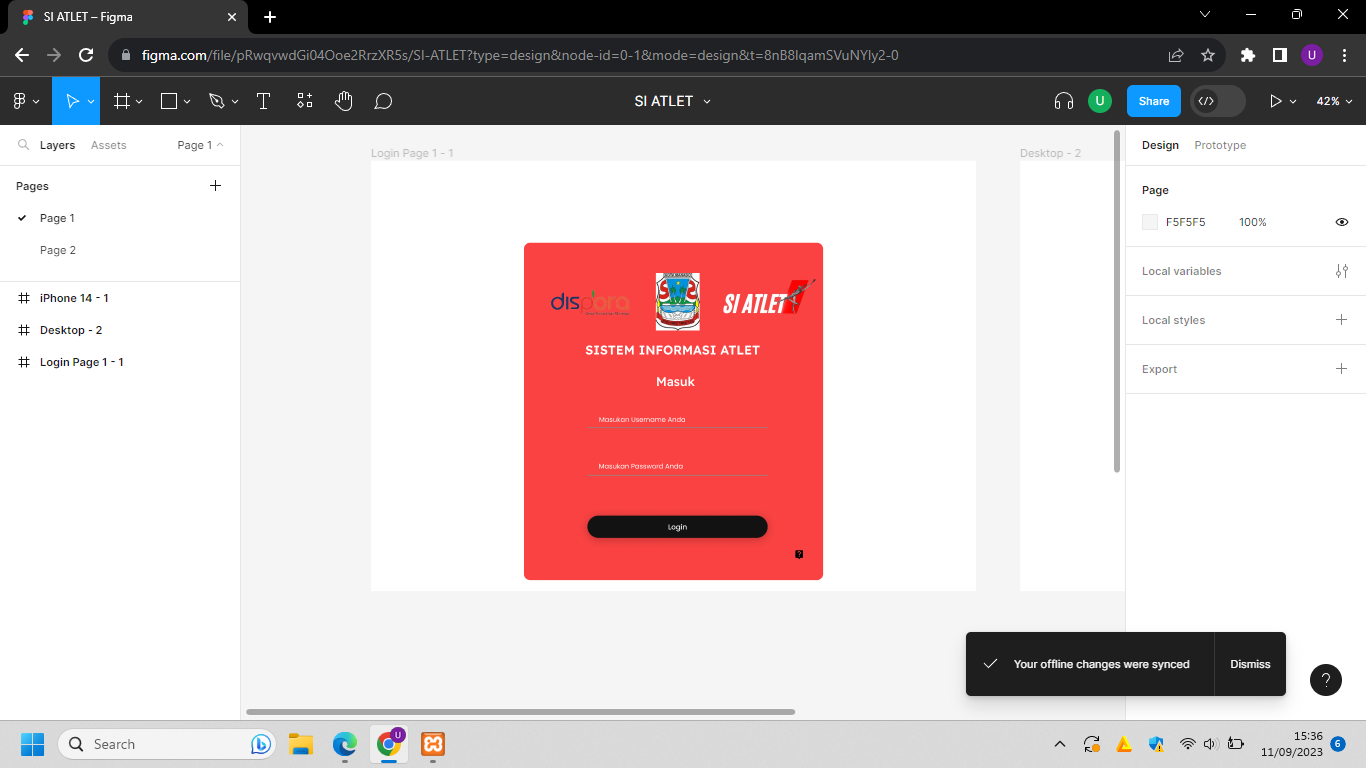 SI ATLET – Figma
figma.com/file/pRwqvwdGi04Ooe2RrzXR5s/SI-ATLET?type=design&node-id=0-1&mode=design&t=8nB8lqamSVuNYIy2-0
U
SI ATLET
U
Share
42%
Layers
Assets
Page 1
Pages
Page 1
Page 2
iPhone 14 - 1
Desktop - 2
Login Page 1 - 1
Login Page 1 - 1
Desktop - 2
dispora
SI ATLET
SISTEM INFORMASI ATLET
Masuk
Masukan Username Anda
Masukan Password Anda
Login
?
Design
Prototype
Page
F5F5F5
100%
Local variables
Local styles
Export
Your offline changes were synced
Dismiss
?
Search
U
15:36
11/09/2023
6